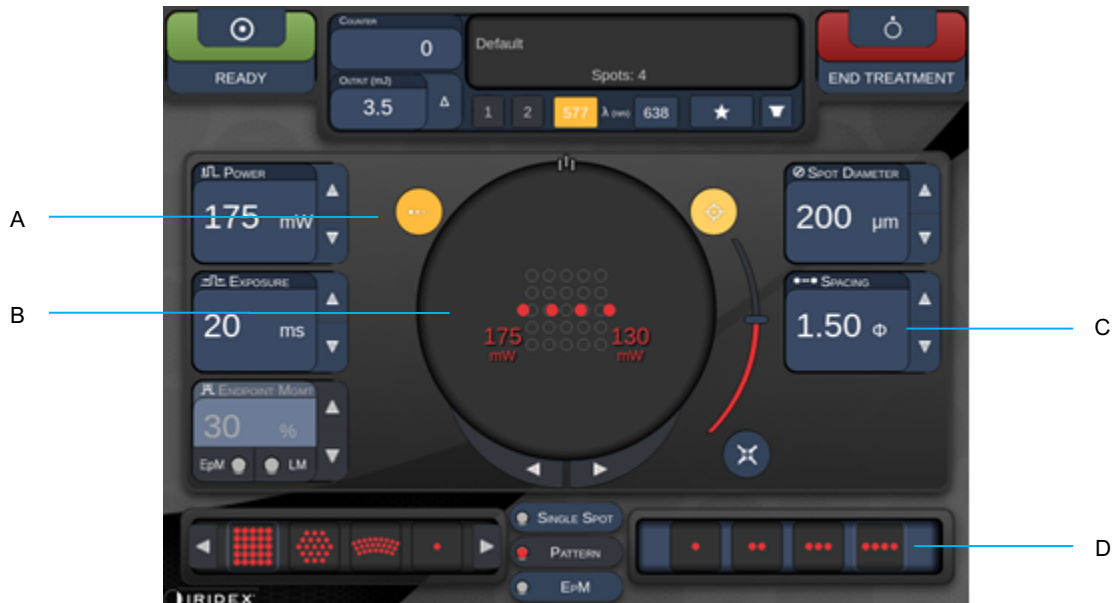 COUNTER
0
Default
Spots: 4
READY
END TREATMENT
OUTPUT (mJ)
3.5 Δ
1 2 577 λ (nm) 638
POWER
175 mW
SPOT DIAMETER
200 µm
A
EXPOSURE
20 ms
SPACING
1.50 Φ
B
C
175 mW
130 mW
ENDPOINT MGMT
30 %
EpM LM
SINGLE SPOT
PATTERN
EPM
D
IRIDEX